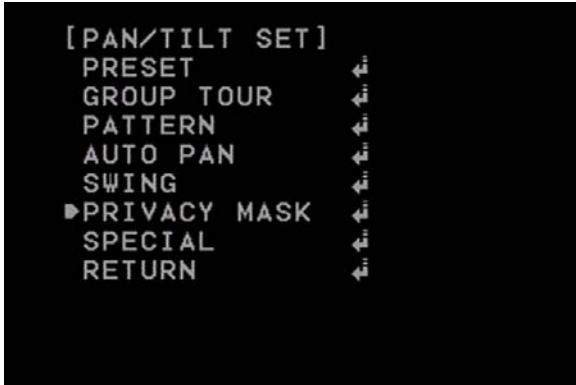 [PAN/TILT SET]
PRESET ↲
GROUP TOUR ↲
PATTERN ↲
AUTO PAN ↲
SWING ↲
▶PRIVACY MASK ↲
SPECIAL ↲
RETURN ↲